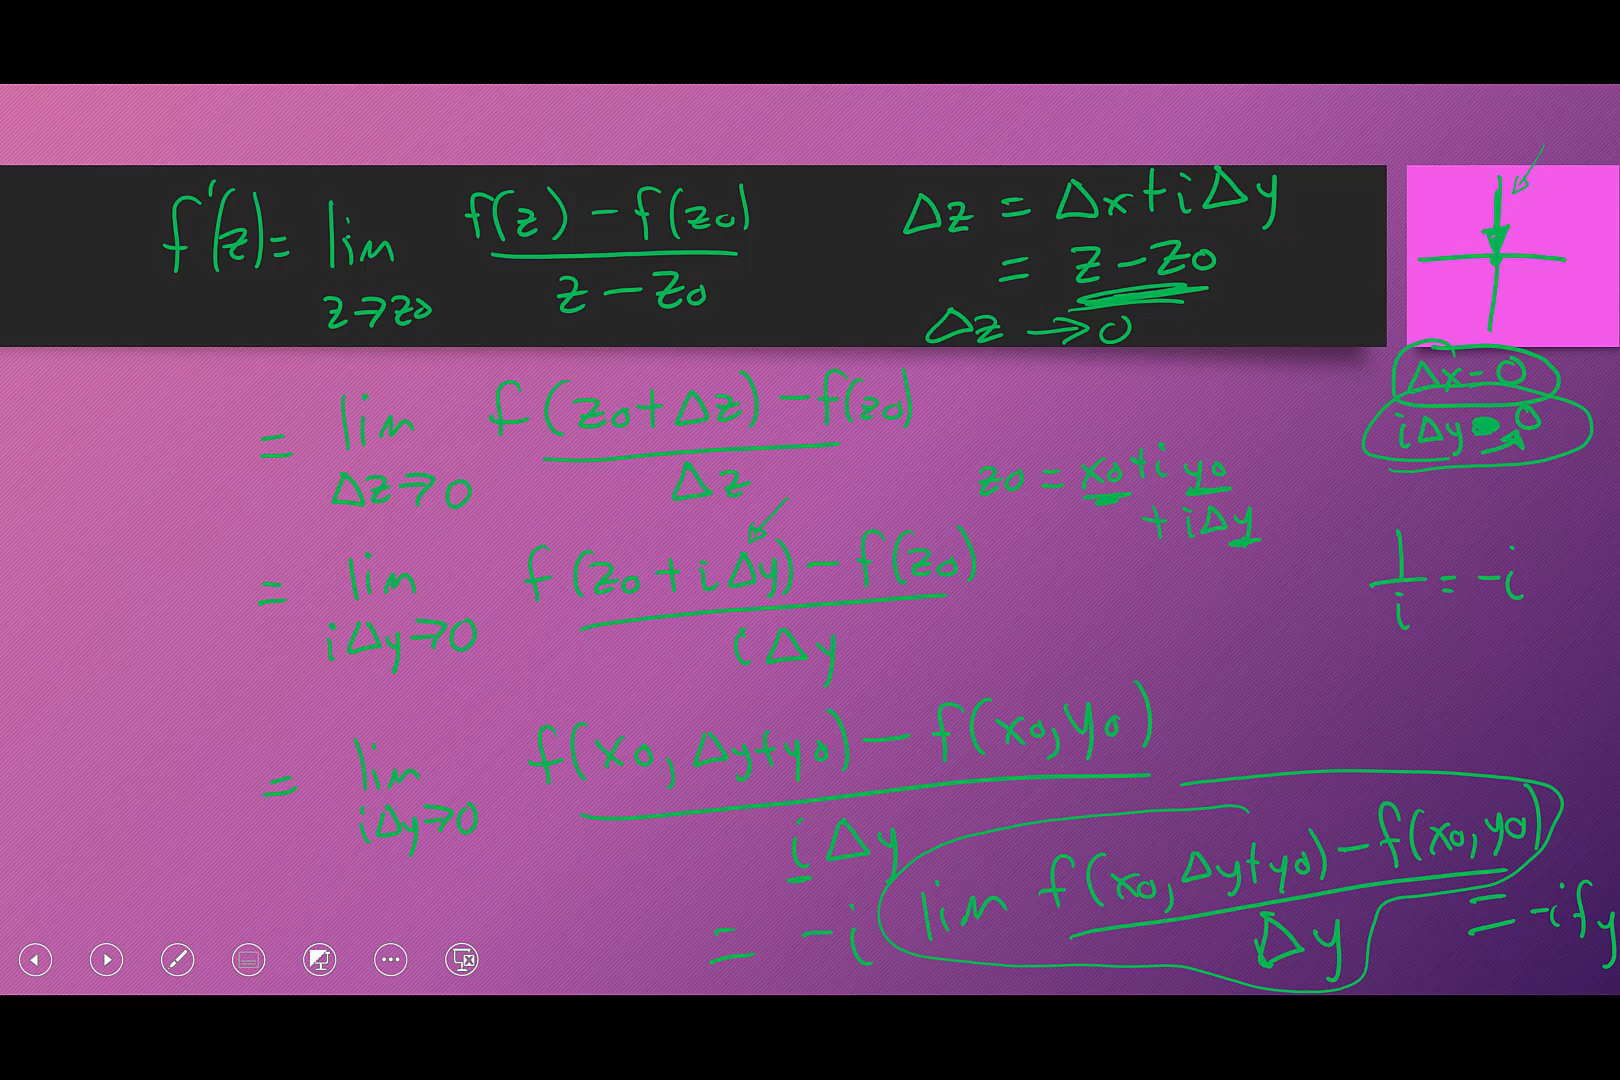 f'(z) = lim z→z0 f(z) – f(z0) / z – z0
Δz = Δx + iΔy
= z – z0
Δz → 0
Δx = 0
iΔy → 0
= lim Δz→0 f(z0 + Δz) – f(z0) / Δz
z0 = x0 + i y0
+ iΔy
= lim iΔy→0 f(z0 + iΔy) – f(z0) / iΔy
1/i = –i
= lim iΔy→0 f(x0, Δy + y0) – f(x0, y0) / iΔy
= –i lim f(x0, Δy + y0) – f(x0, y0) / Δy = –i fy